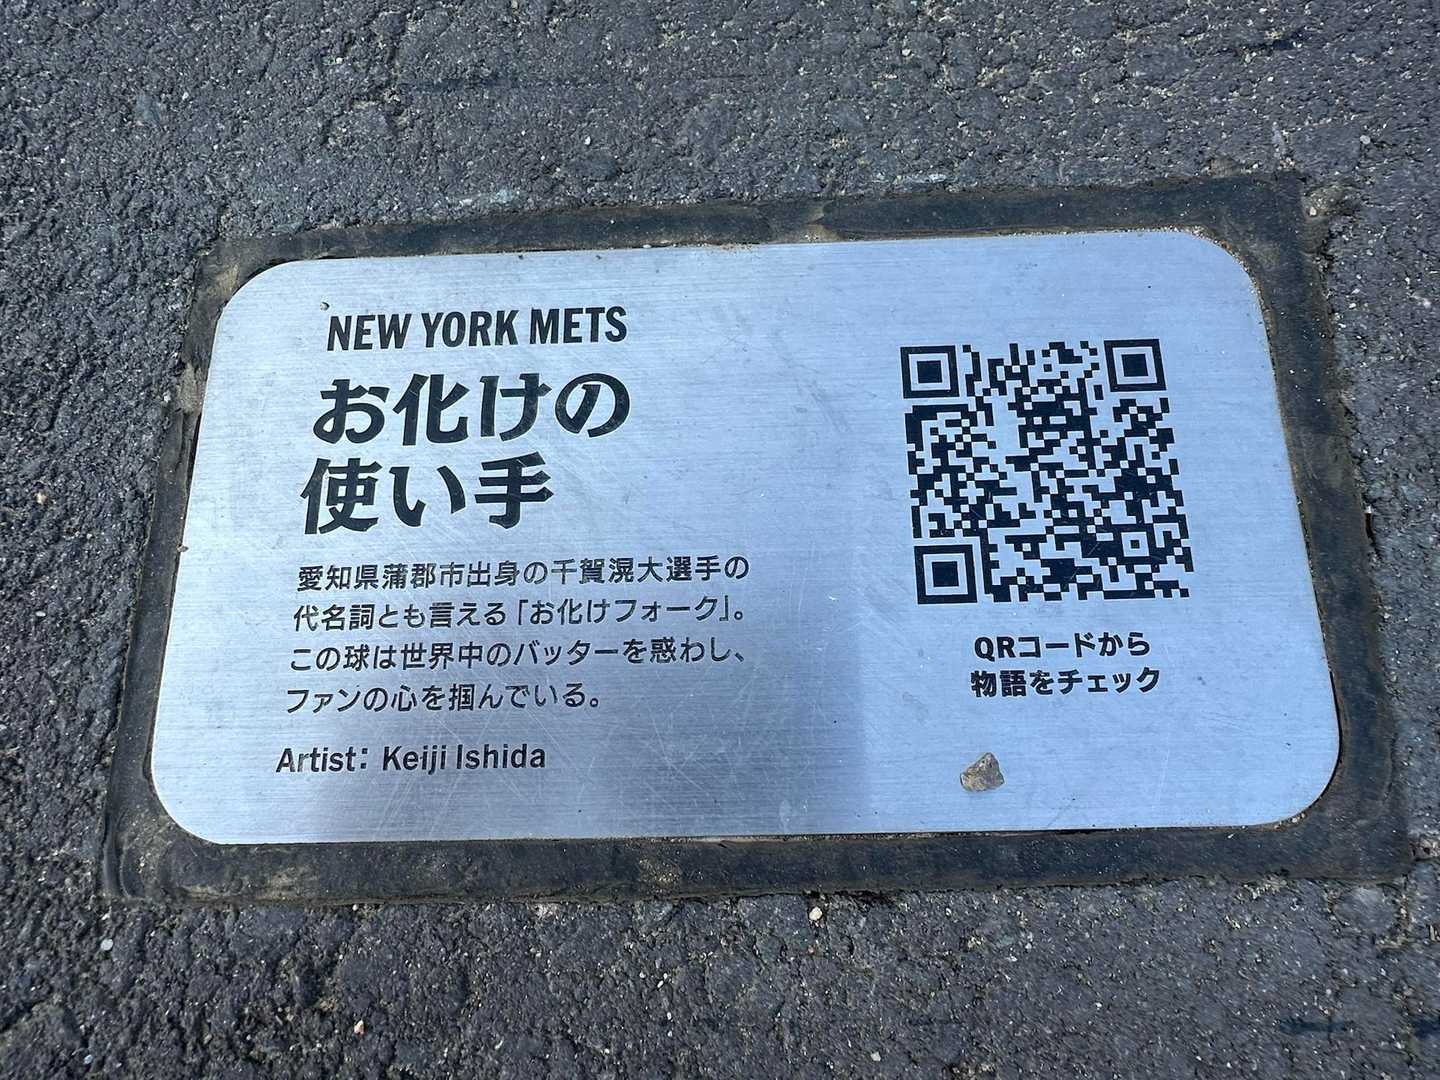 NEW YORK METS
お化けの
使い手
愛知県蒲郡市出身の千賀滉大選手の
代名詞とも言える「お化けフォーク」。
この球は世界中のバッターを惑わし、
ファンの心を掴んでいる。
Artist: Keiji Ishida
QRコードから
物語をチェック